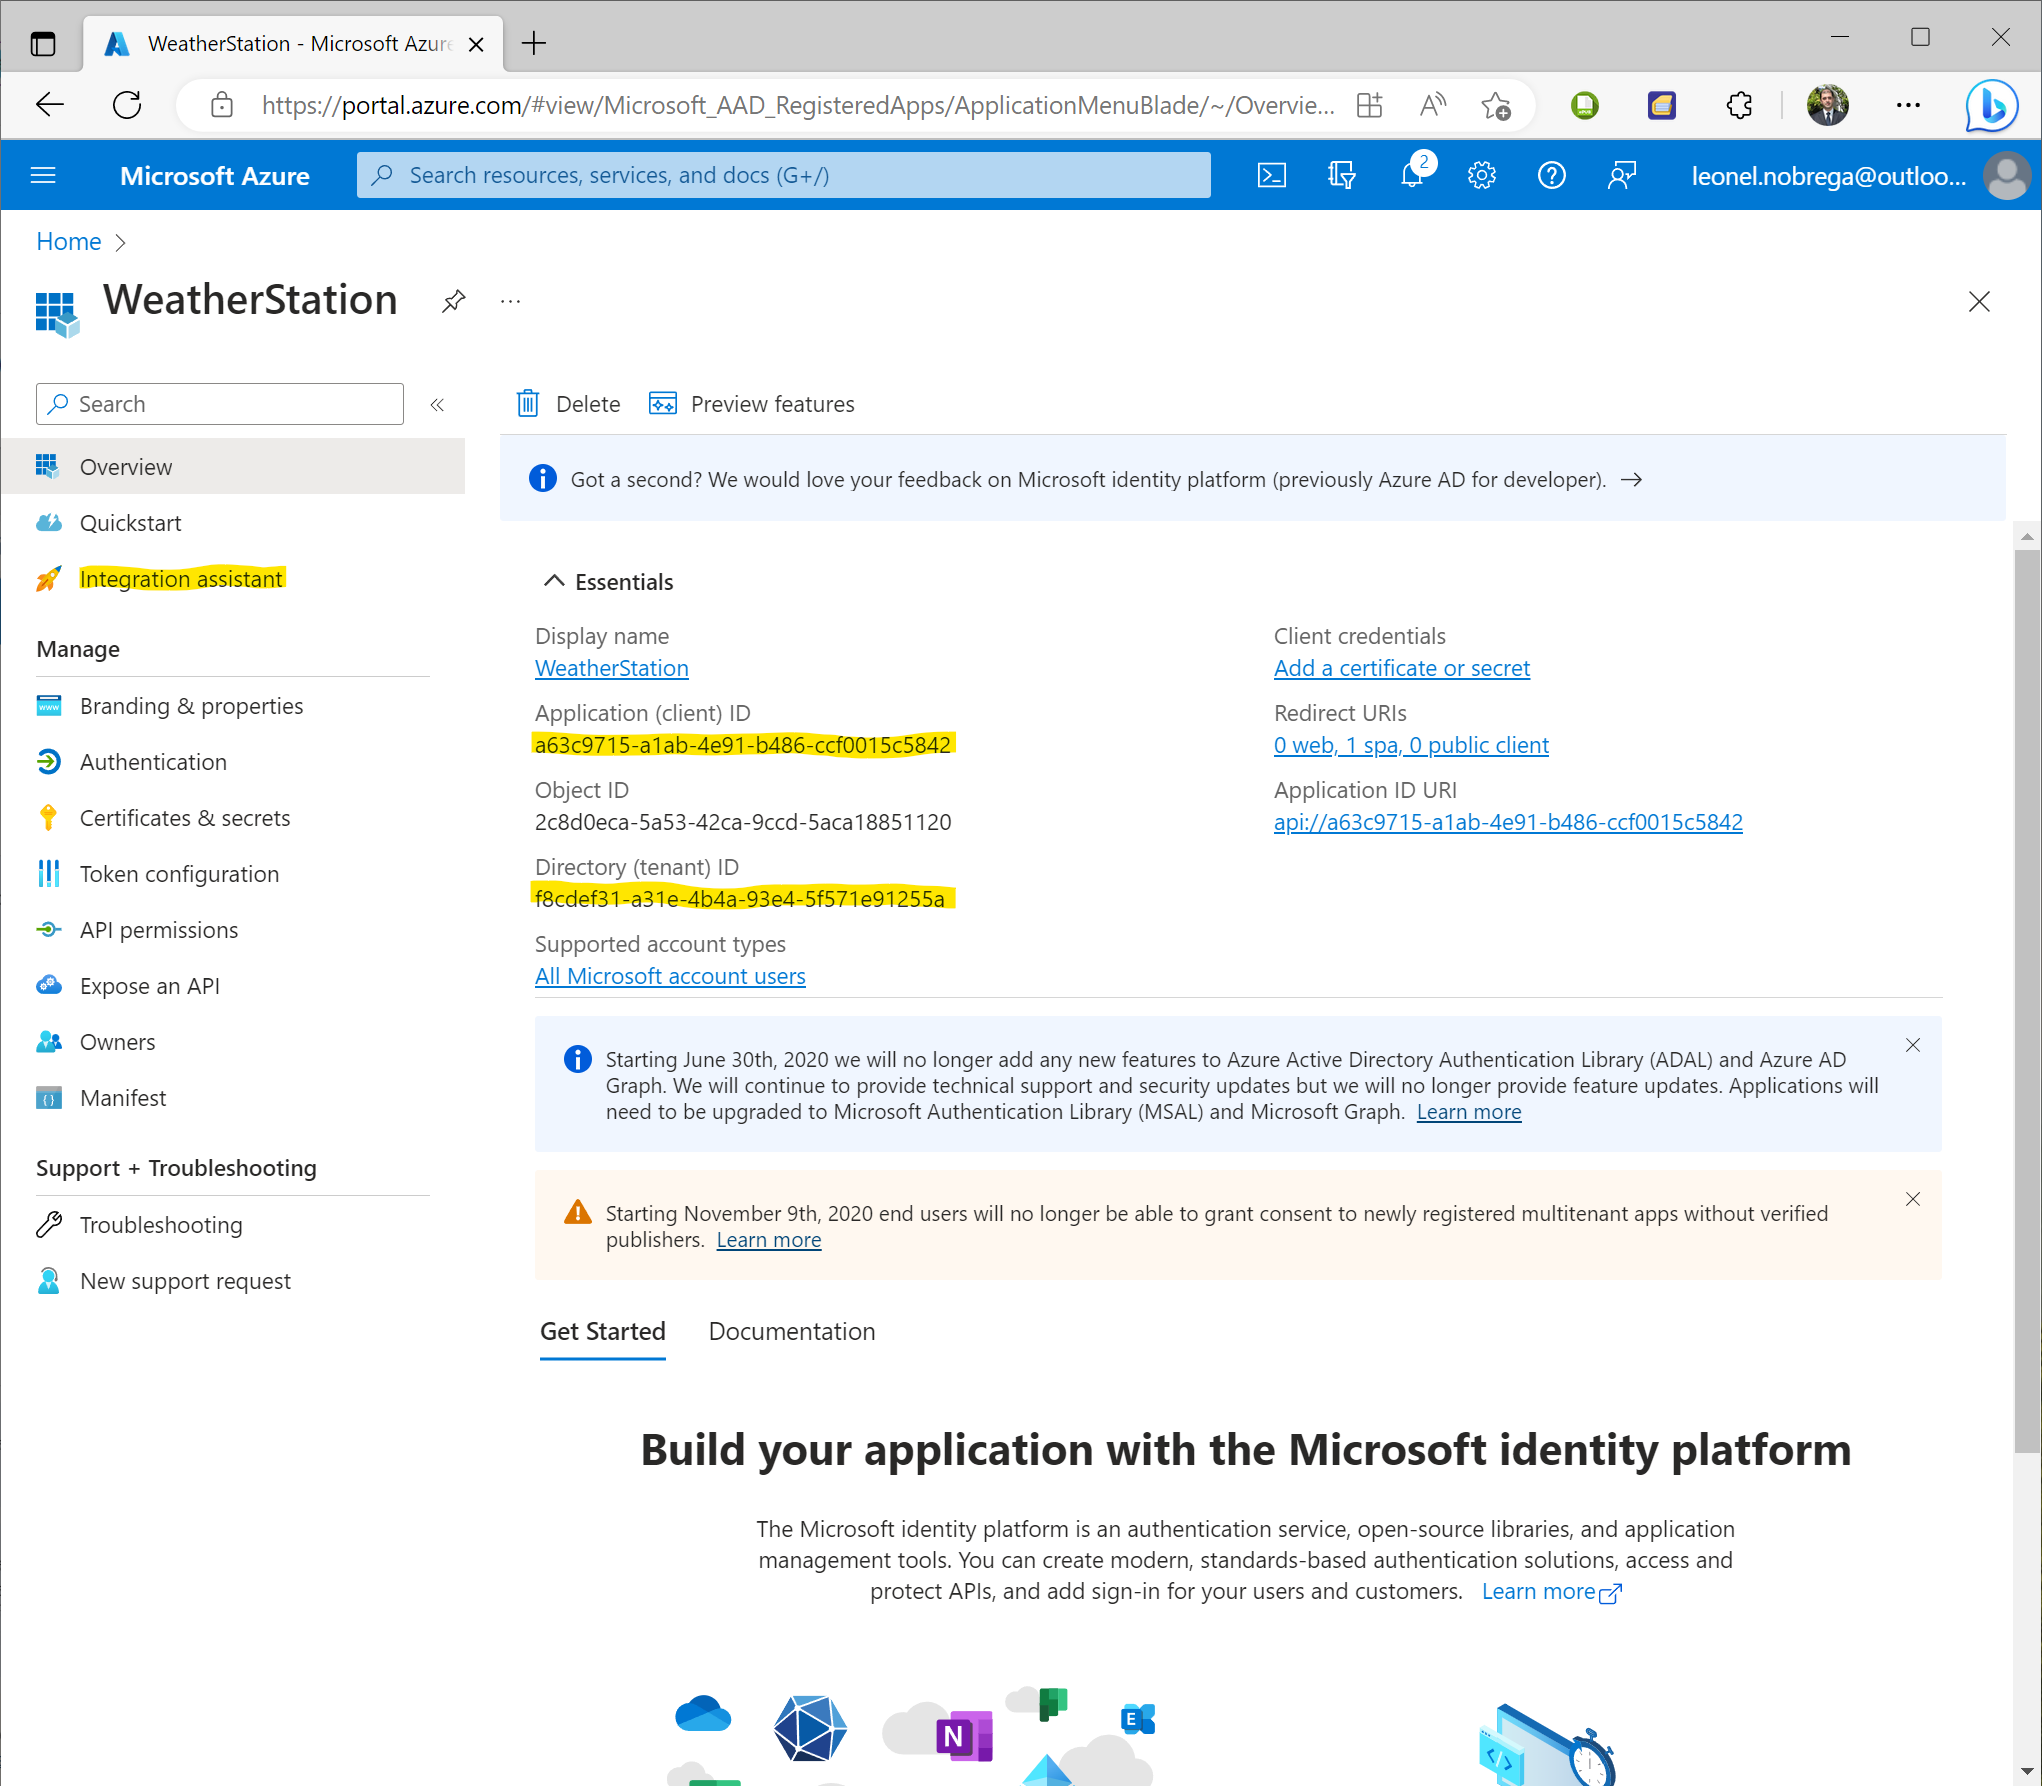 WeatherStation - Microsoft Azure
https://portal.azure.com/#view/Microsoft_AAD_RegisteredApps/ApplicationMenuBlade/~/Overvie...
Microsoft Azure
Search resources, services, and docs (G+/)
2
leonel.nobrega@outloo...
Home
WeatherStation
Search
Delete
Preview features
Overview
Quickstart
Integration assistant
Manage
Branding & properties
Authentication
Certificates & secrets
Token configuration
API permissions
Expose an API
Owners
Manifest
Support + Troubleshooting
Troubleshooting
New support request
Got a second? We would love your feedback on Microsoft identity platform (previously Azure AD for developer).
Essentials
Display name
WeatherStation
Application (client) ID
a63c9715-a1ab-4e91-b486-ccf0015c5842
Object ID
2c8d0eca-5a53-42ca-9ccd-5aca18851120
Directory (tenant) ID
f8cdef31-a31e-4b4a-93e4-5f571e91255a
Supported account types
All Microsoft account users
Client credentials
Add a certificate or secret
Redirect URIs
0 web, 1 spa, 0 public client
Application ID URI
api://a63c9715-a1ab-4e91-b486-ccf0015c5842
Starting June 30th, 2020 we will no longer add any new features to Azure Active Directory Authentication Library (ADAL) and Azure AD
Graph. We will continue to provide technical support and security updates but we will no longer provide feature updates. Applications will
need to be upgraded to Microsoft Authentication Library (MSAL) and Microsoft Graph. Learn more
Starting November 9th, 2020 end users will no longer be able to grant consent to newly registered multitenant apps without verified
publishers. Learn more
Get Started
Documentation
Build your application with the Microsoft identity platform
The Microsoft identity platform is an authentication service, open-source libraries, and application
management tools. You can create modern, standards-based authentication solutions, access and
protect APIs, and add sign-in for your users and customers. Learn more
N
E